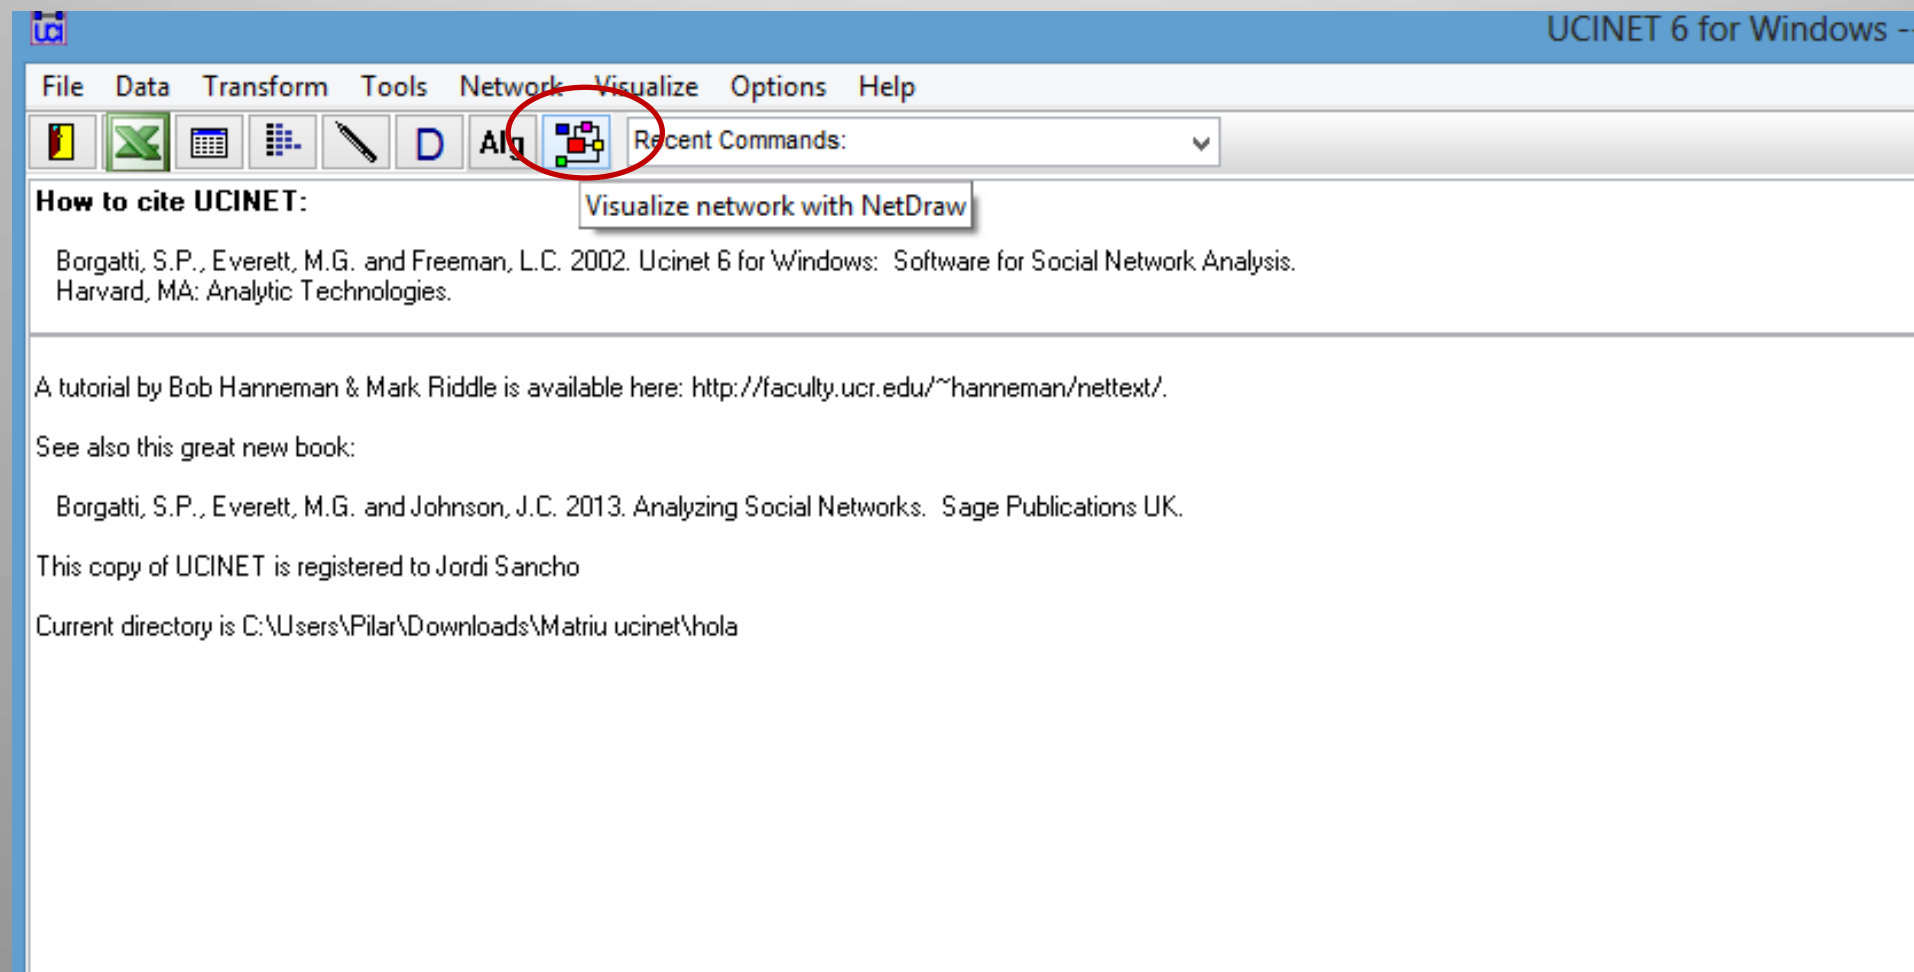 uci
UCINET 6 for Windows --
File Data Transform Tools Network Visualize Options Help
D Alg Recent Commands:
How to cite UCINET:
Visualize network with NetDraw
Borgatti, S.P., Everett, M.G. and Freeman, L.C. 2002. Ucinet 6 for Windows: Software for Social Network Analysis.
Harvard, MA: Analytic Technologies.
A tutorial by Bob Hanneman & Mark Riddle is available here: http://faculty.ucr.edu/~hanneman/nettext/.
See also this great new book:
Borgatti, S.P., Everett, M.G. and Johnson, J.C. 2013. Analyzing Social Networks. Sage Publications UK.
This copy of UCINET is registered to Jordi Sancho
Current directory is C:\Users\Pilar\Downloads\Matriu ucinet\hola